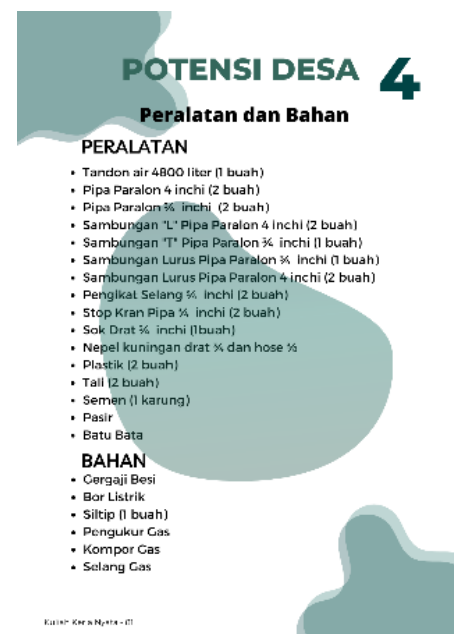 POTENSI DESA 4
Peralatan dan Bahan
PERALATAN
• Tandon air 4800 liter (1 buah)
• Pipa Paralon 4 inchi (2 buah)
• Pipa Paralon ¾ inchi (2 buah)
• Sambungan "L" Pipa Paralon 4 inchi (2 buah)
• Sambungan "T" Pipa Paralon ¾ inchi (1 buah)
• Sambungan Lurus Pipa Paralon ¾ inchi (1 buah)
• Sambungan Lurus Pipa Paralon 4 inchi (2 buah)
• Pengikat Selang ¾ inchi (2 buah)
• Stop Kran Pipa ¾ inchi (2 buah)
• Sok Drat ¾ inchi (1buah)
• Nepel kuningan drat ¾ dan hose ½
• Plastik (2 buah)
• Tali (2 buah)
• Semen (1 karung)
• Pasir
• Batu Bata
BAHAN
• Gergaji Besi
• Bor Listrik
• Siltip (1 buah)
• Pengukur Gas
• Kompor Gas
• Selang Gas
Kuliah Kerja Nyata - 01